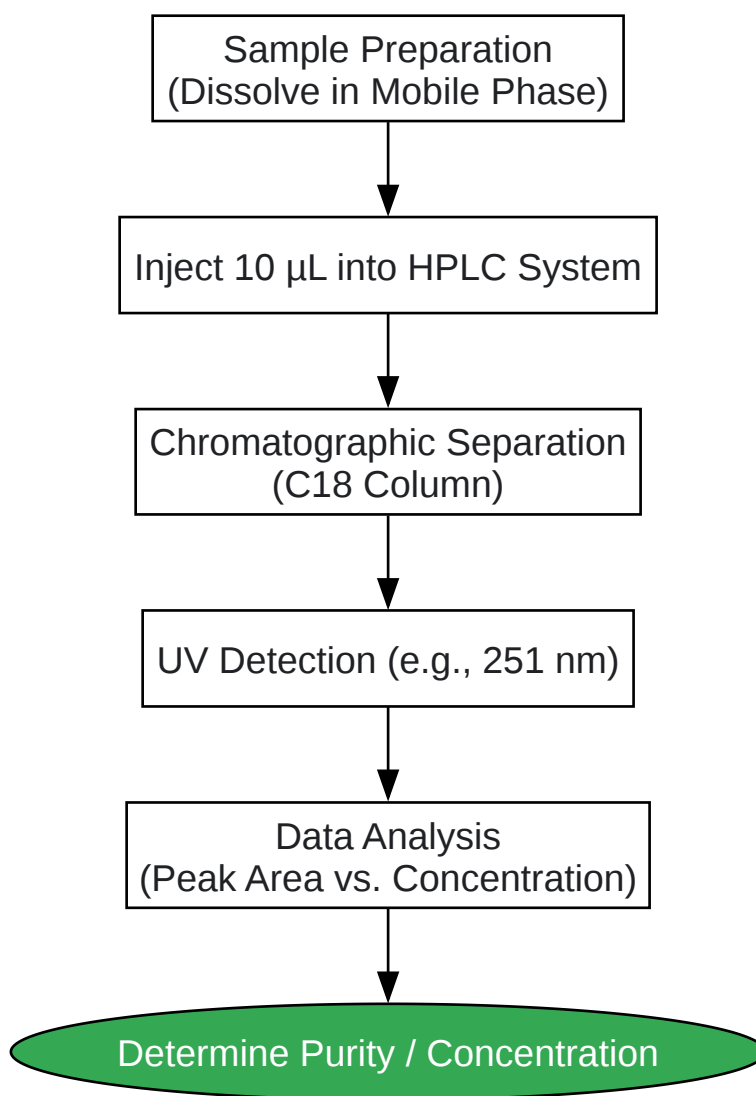 Sample Preparation
(Dissolve in Mobile Phase)
Inject 10 µL into HPLC System
Chromatographic Separation
(C18 Column)
UV Detection (e.g., 251 nm)
Data Analysis
(Peak Area vs. Concentration)
Determine Purity / Concentration